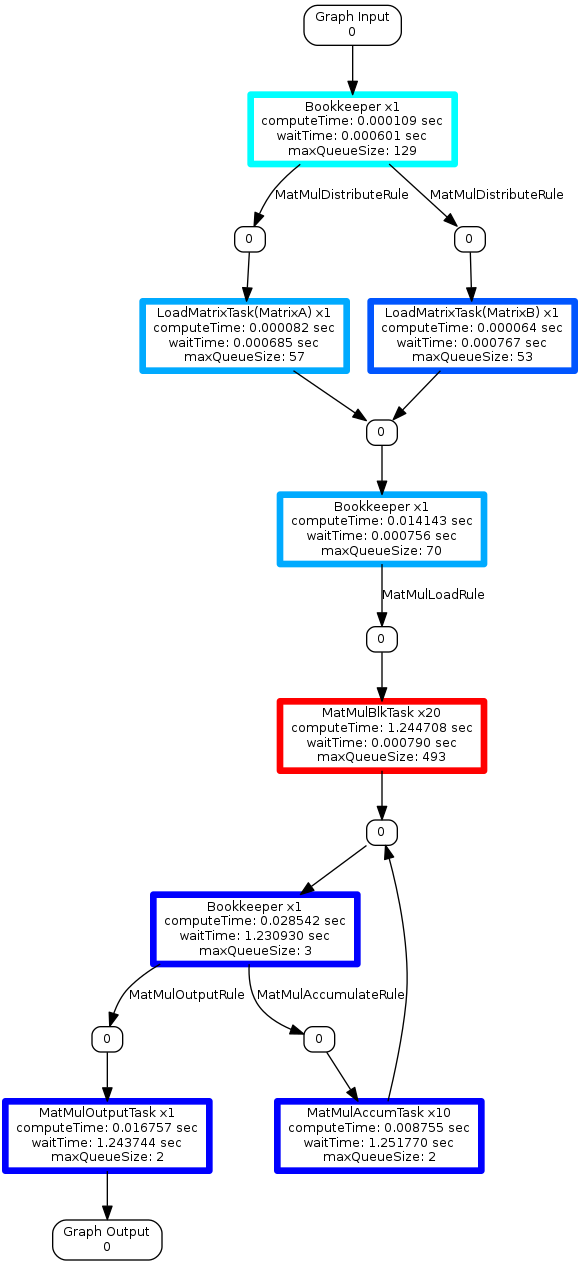 Graph Input
0
Bookkeeper x1
computeTime: 0.000109 sec
waitTime: 0.000601 sec
maxQueueSize: 129
MatMulDistributeRule
MatMulDistributeRule
0
0
LoadMatrixTask(MatrixA) x1
computeTime: 0.000082 sec
waitTime: 0.000685 sec
maxQueueSize: 57
LoadMatrixTask(MatrixB) x1
computeTime: 0.000064 sec
waitTime: 0.000767 sec
maxQueueSize: 53
0
Bookkeeper x1
computeTime: 0.014143 sec
waitTime: 0.000756 sec
maxQueueSize: 70
MatMulLoadRule
0
MatMulBlkTask x20
computeTime: 1.244708 sec
waitTime: 0.000790 sec
maxQueueSize: 493
0
Bookkeeper x1
computeTime: 0.028542 sec
waitTime: 1.230930 sec
maxQueueSize: 3
MatMulOutputRule
MatMulAccumulateRule
0
0
MatMulOutputTask x1
computeTime: 0.016757 sec
waitTime: 1.243744 sec
maxQueueSize: 2
MatMulAccumTask x10
computeTime: 0.008755 sec
waitTime: 1.251770 sec
maxQueueSize: 2
Graph Output
0